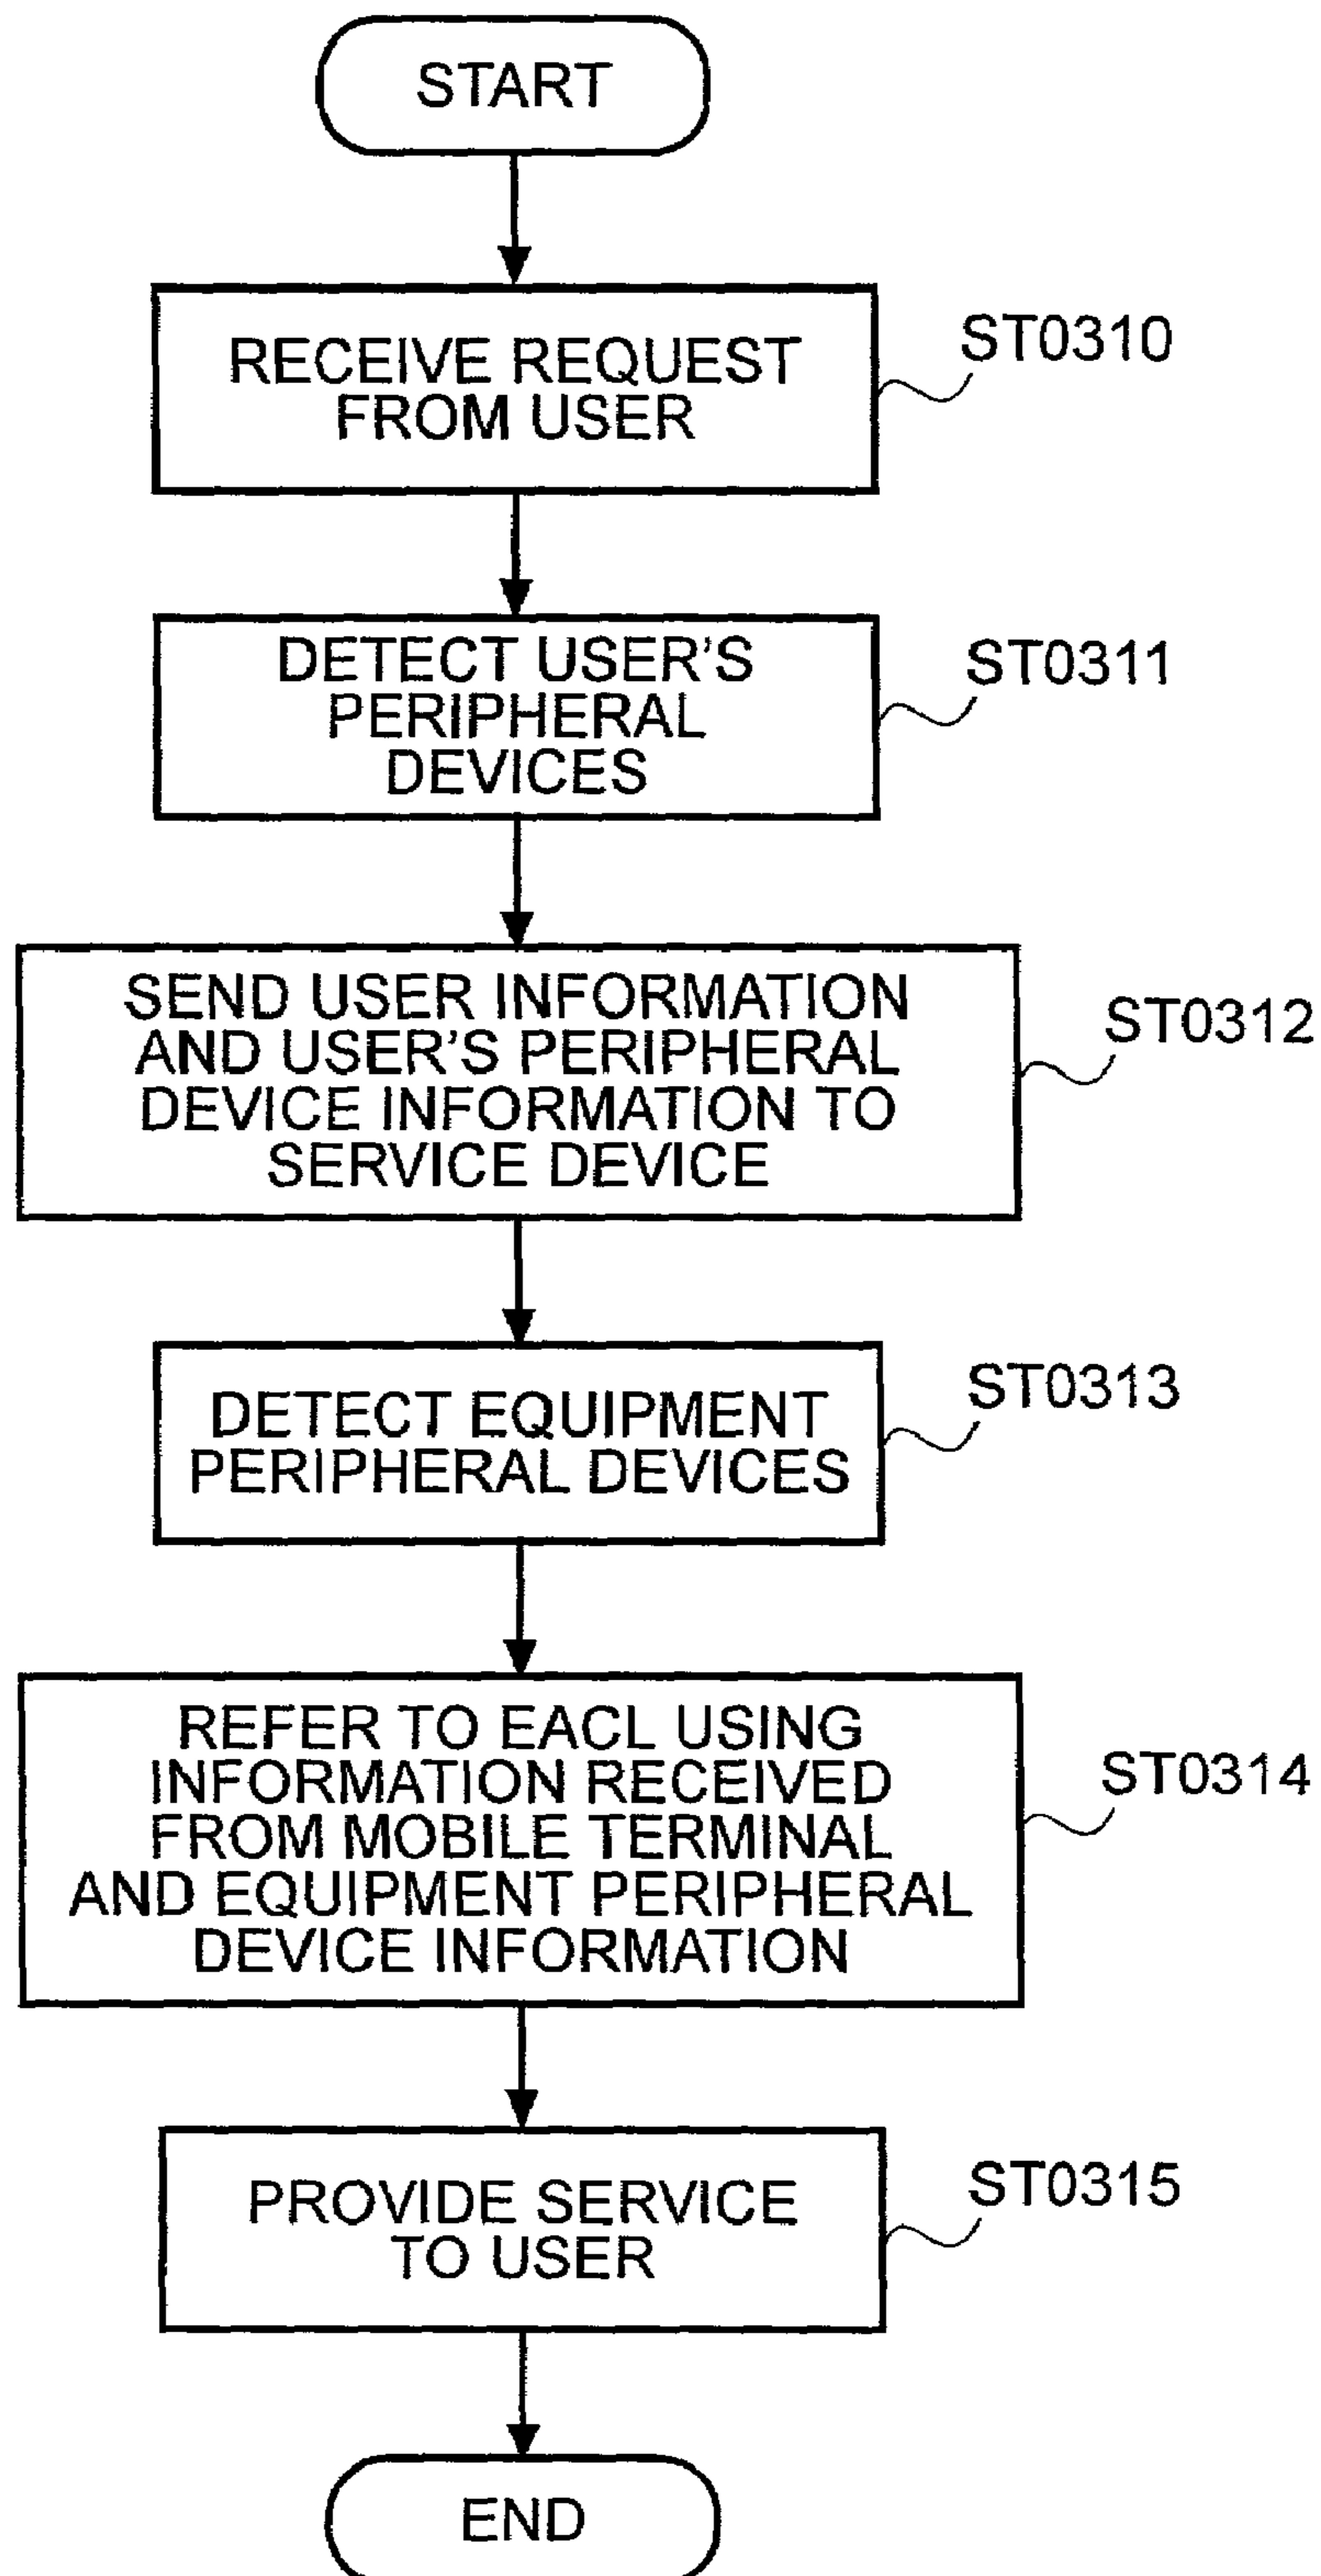 START
RECEIVE REQUEST
FROM USER
ST0310
DETECT USER'S
PERIPHERAL
DEVICES
ST0311
SEND USER INFORMATION
AND USER'S PERIPHERAL
DEVICE INFORMATION TO
SERVICE DEVICE
ST0312
DETECT EQUIPMENT
PERIPHERAL DEVICES
ST0313
REFER TO EACL USING
INFORMATION RECEIVED
FROM MOBILE TERMINAL
AND EQUIPMENT PERIPHERAL
DEVICE INFORMATION
ST0314
PROVIDE SERVICE
TO USER
ST0315
END